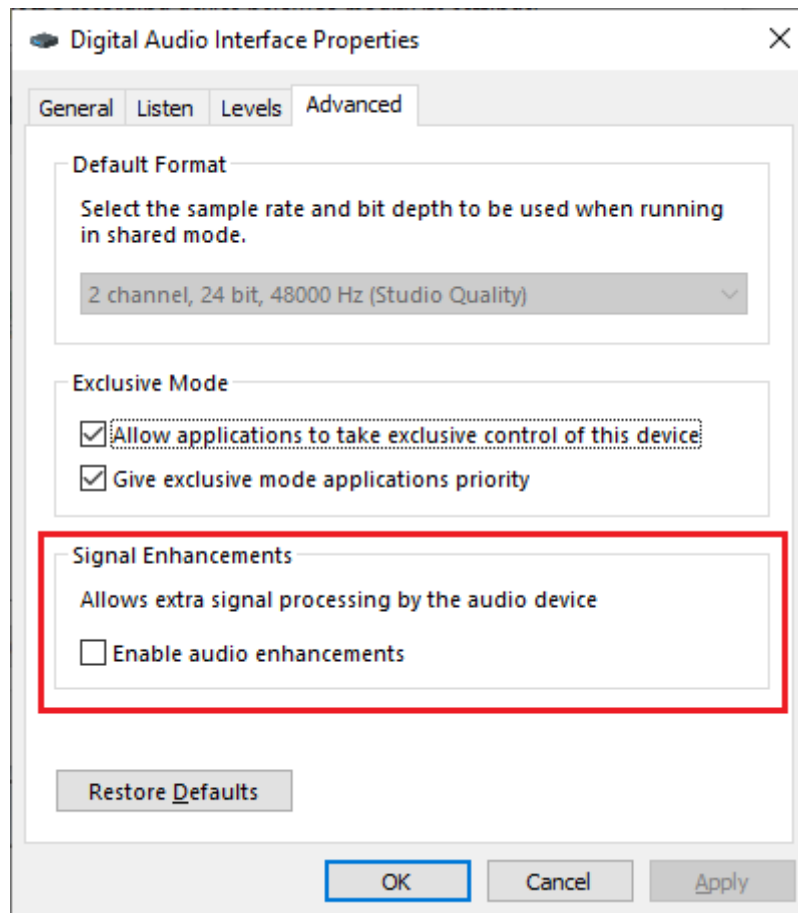 Digital Audio Interface Properties
General Listen Levels Advanced
Default Format
Select the sample rate and bit depth to be used when running
in shared mode.
2 channel, 24 bit, 48000 Hz (Studio Quality)
Exclusive Mode
Allow applications to take exclusive control of this device
Give exclusive mode applications priority
Signal Enhancements
Allows extra signal processing by the audio device
Enable audio enhancements
Restore Defaults
OK Cancel Apply